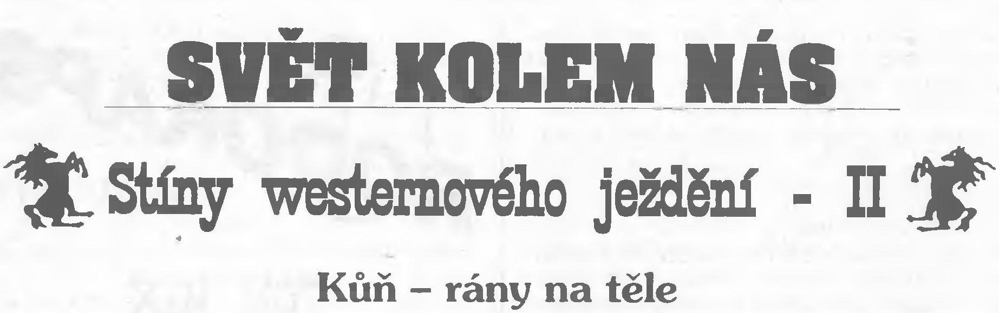 SVĚT KOLEM NÁS
Stíny westernového ježdění - II
Kůň – rány na těle